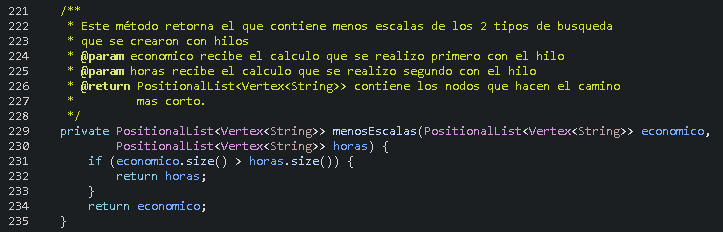 221 /**
222 * Este método retorna el que contiene menos escalas de los 2 tipos de busqueda
223 * que se crearon con hilos
224 * @param economico recibe el calculo que se realizo primero con el hilo
225 * @param horas recibe el calculo que se realizo segundo con el hilo
226 * @return PositionalList<Vertex<String>> contiene los nodos que hacen el camino
227 * mas corto.
228 */
229 private PositionalList<Vertex<String>> menosEscalas(PositionalList<Vertex<String>> economico,
230 PositionalList<Vertex<String>> horas) {
231 if (economico.size() > horas.size()) {
232 return horas;
233 }
234 return economico;
235 }